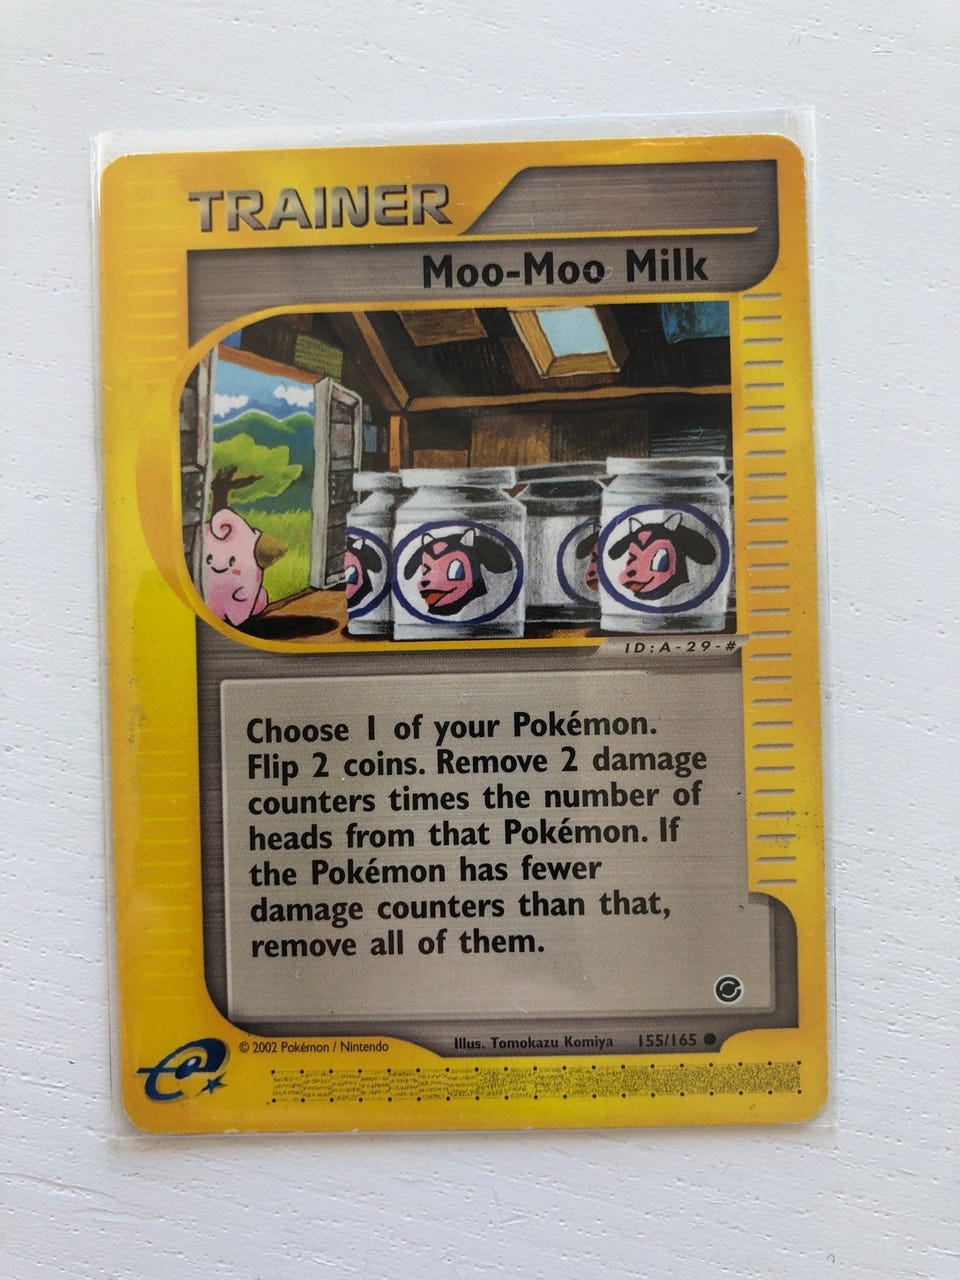 TRAINER
Moo-Moo Milk
ID:A-29-#
Choose 1 of your Pokémon.
Flip 2 coins. Remove 2 damage
counters times the number of
heads from that Pokémon. If
the Pokémon has fewer
damage counters than that,
remove all of them.
© 2002 Pokémon / Nintendo
Illus. Tomokazu Komiya
155/165 ●